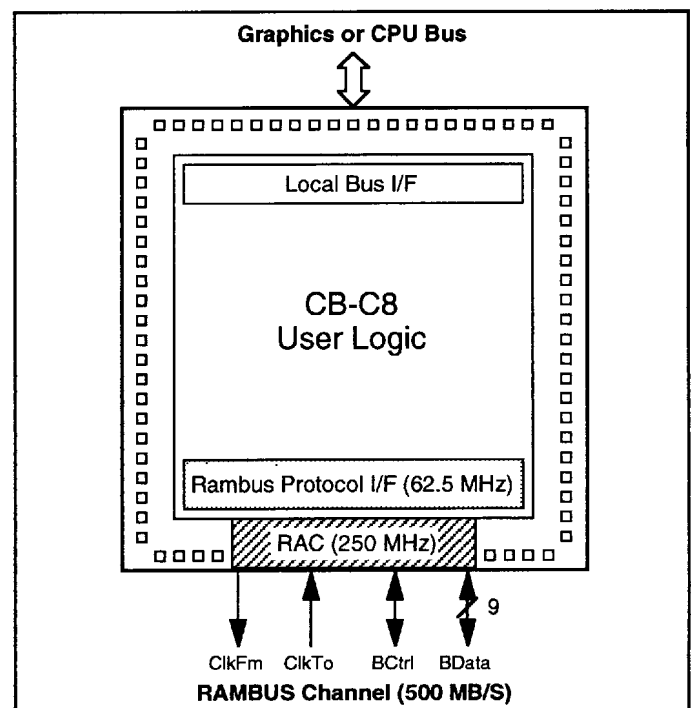 Graphics or CPU Bus
Local Bus I/F
CB-C8
User Logic
Rambus Protocol I/F (62.5 MHz)
RAC (250 MHz)
9
ClkFm ClkTo BCtrl BData
RAMBUS Channel (500 MB/S)